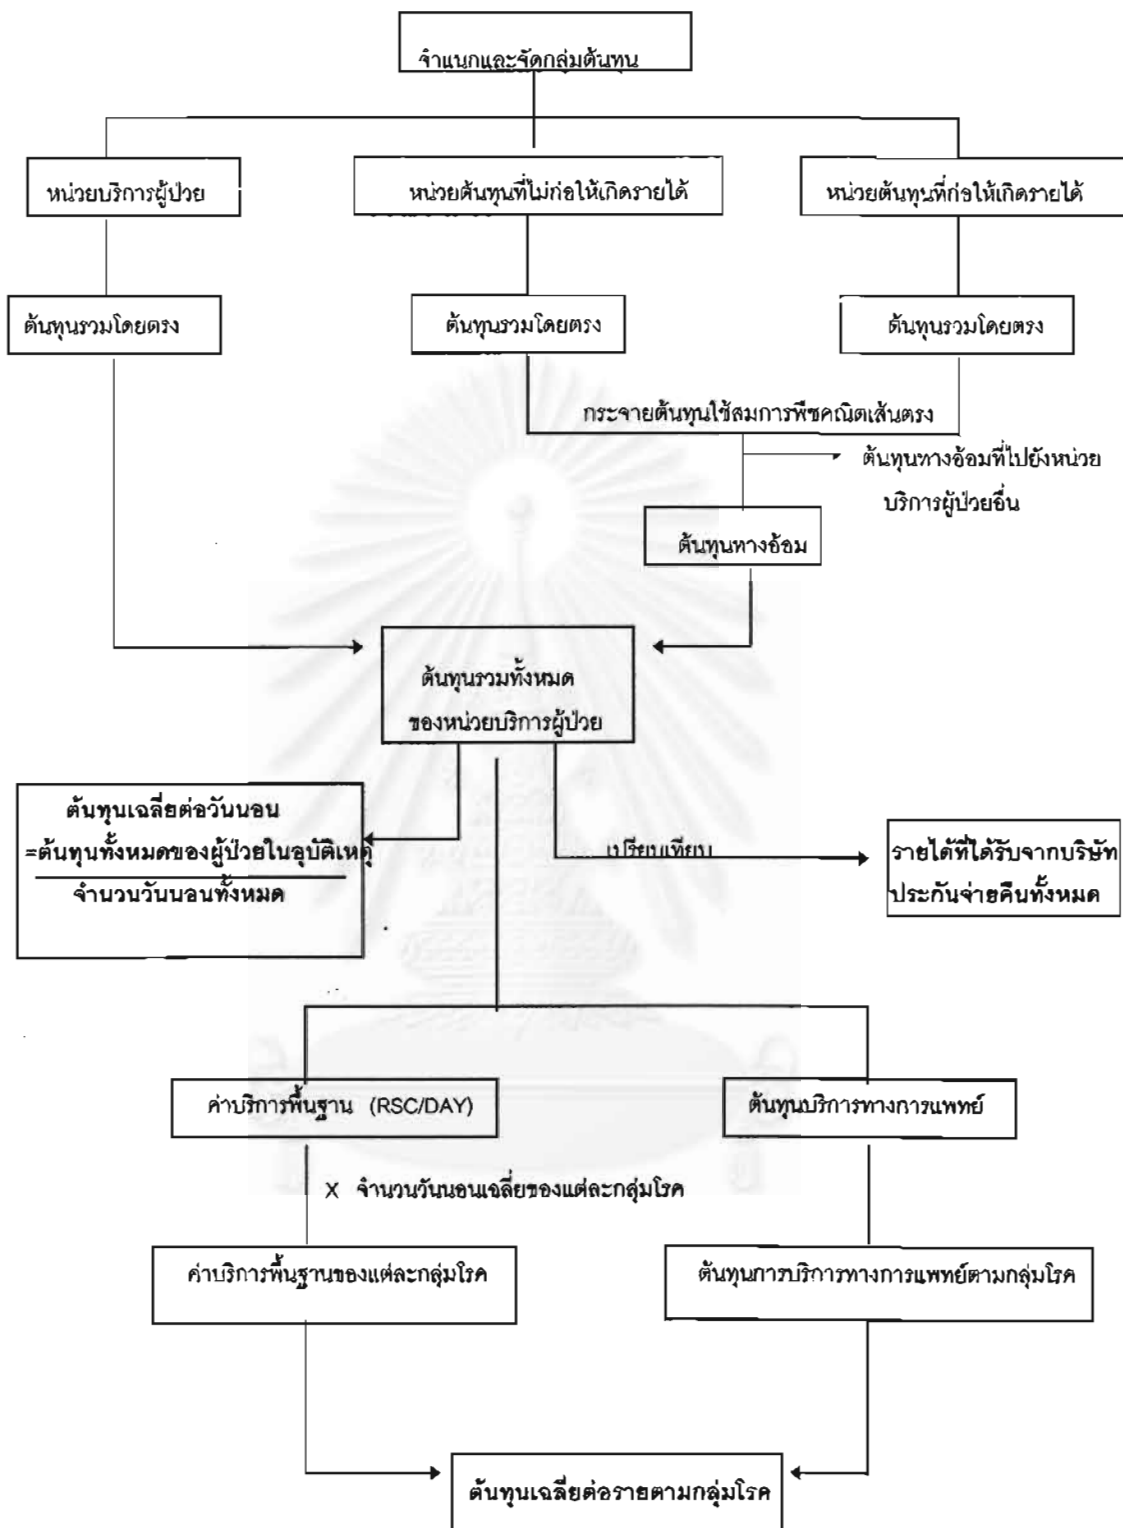 จำแนกและจัดกลุ่มต้นทุน
หน่วยบริการผู้ป่วย
หน่วยต้นทุนที่ไม่ก่อให้เกิดรายได้
หน่วยต้นทุนที่ก่อให้เกิดรายได้
ต้นทุนรวมโดยตรง
ต้นทุนรวมโดยตรง
ต้นทุนรวมโดยตรง
กระจายต้นทุนใช้สมการพีชคณิตเส้นตรง
ต้นทุนทางอ้อมที่ไปยังหน่วย
บริการผู้ป่วยอื่น
ต้นทุนทางอ้อม
ต้นทุนรวมทั้งหมด
ของหน่วยบริการผู้ป่วย
ต้นทุนเฉลี่ยต่อวันนอน
=ต้นทุนทั้งหมดของผู้ป่วยในอุบัติเหตุ
จำนวนวันนอนทั้งหมด
เปรียบเทียบ
รายได้ที่ได้รับจากบริษัท
ประกันจ่ายคืนทั้งหมด
ค่าบริการพื้นฐาน (RSC/DAY)
ต้นทุนบริการทางการแพทย์
X จำนวนวันนอนเฉลี่ยของแต่ละกลุ่มโรค
ค่าบริการพื้นฐานของแต่ละกลุ่มโรค
ต้นทุนการบริการทางการแพทย์ตามกลุ่มโรค
ต้นทุนเฉลี่ยต่อรายตามกลุ่มโรค